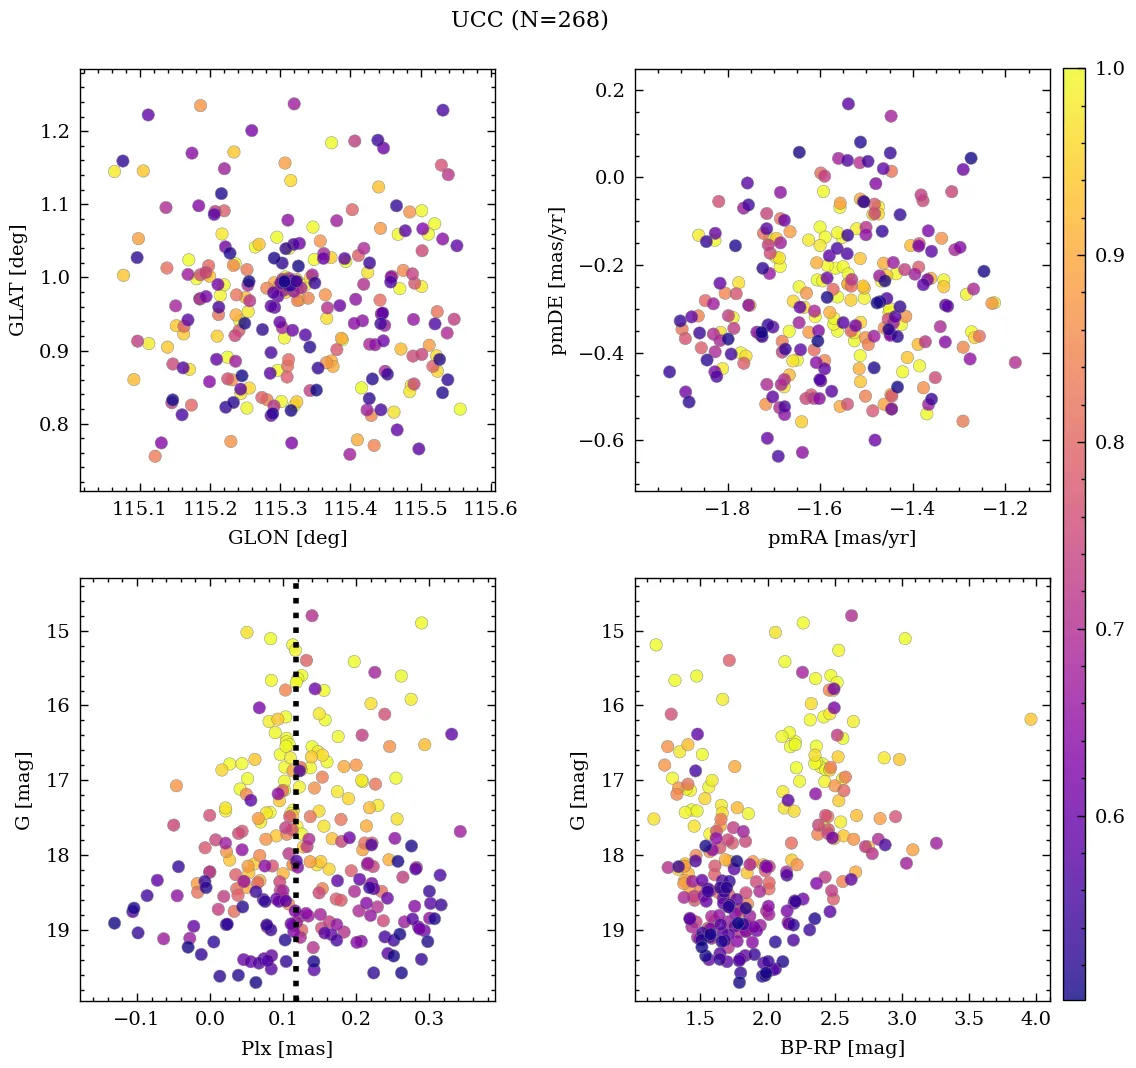 UCC (N=268)
1.2
1.1
1.0
0.9
0.8
GLAT [deg]
115.1 115.2 115.3 115.4 115.5 115.6
GLON [deg]
0.2
0.0
−0.2
−0.4
−0.6
pmDE [mas/yr]
−1.8 −1.6 −1.4 −1.2
pmRA [mas/yr]
15
16
17
18
19
G [mag]
−0.1 0.0 0.1 0.2 0.3
Plx [mas]
15
16
17
18
19
G [mag]
1.5 2.0 2.5 3.0 3.5 4.0
BP-RP [mag]
1.0
0.9
0.8
0.7
0.6